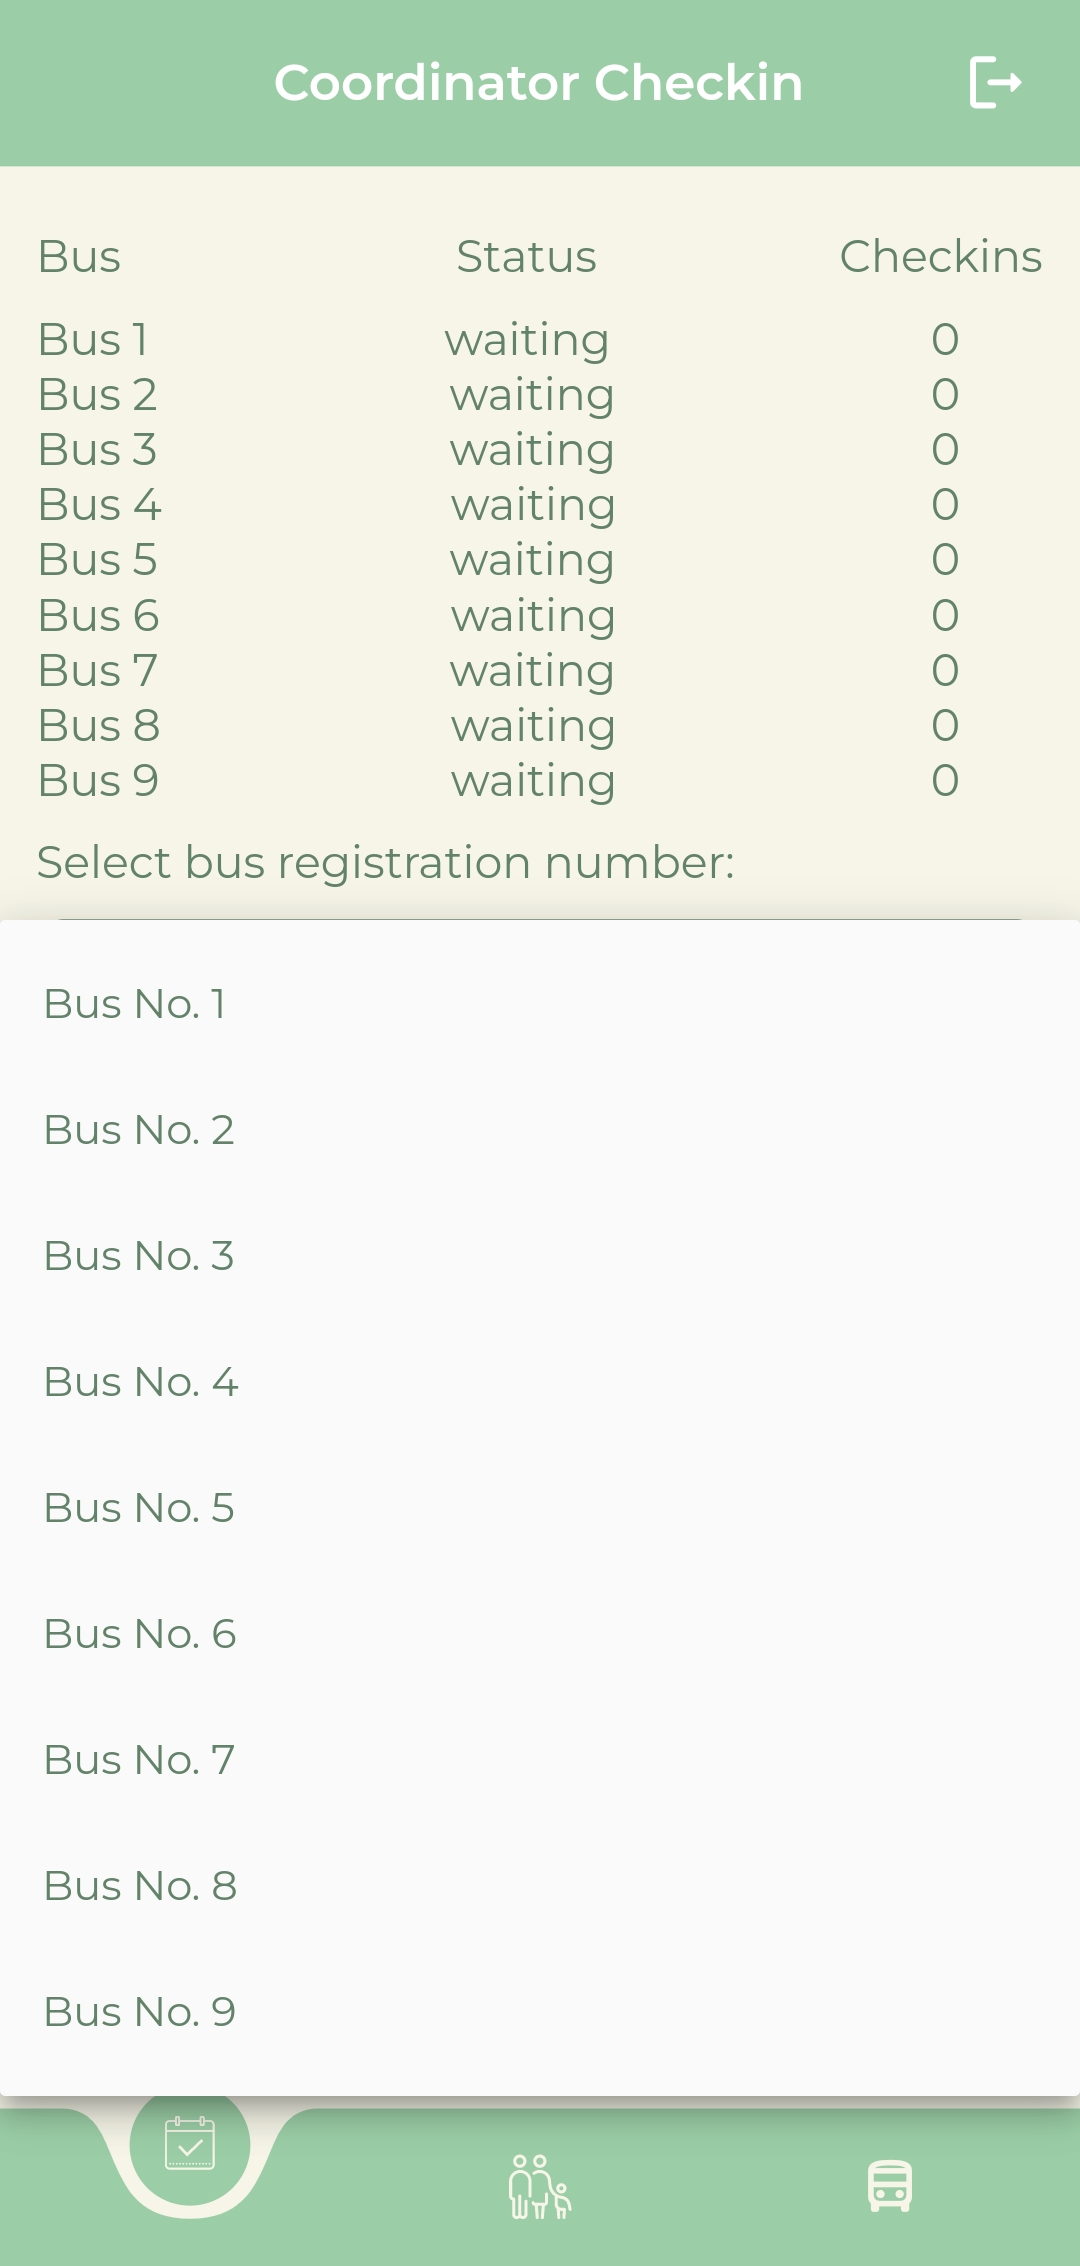 Coordinator Checkin
Bus Status Checkins
Bus 1 waiting 0
Bus 2 waiting 0
Bus 3 waiting 0
Bus 4 waiting 0
Bus 5 waiting 0
Bus 6 waiting 0
Bus 7 waiting 0
Bus 8 waiting 0
Bus 9 waiting 0
Select bus registration number:
Bus No. 1
Bus No. 2
Bus No. 3
Bus No. 4
Bus No. 5
Bus No. 6
Bus No. 7
Bus No. 8
Bus No. 9